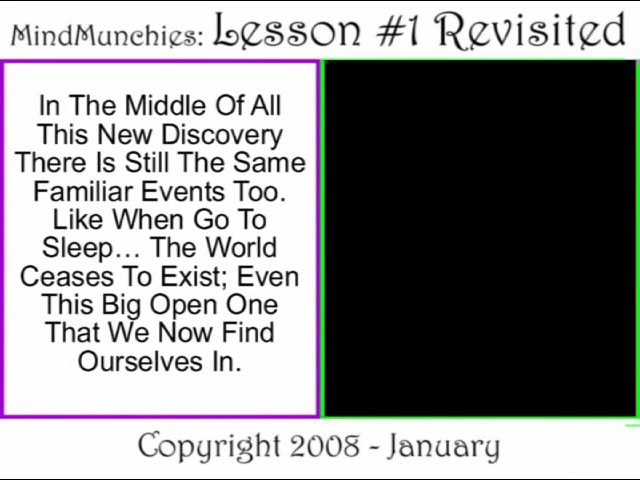 MindMunchies: Lesson #1 Revisited
In The Middle Of All
This New Discovery
There Is Still The Same
Familiar Events Too.
Like When Go To
Sleep… The World
Ceases To Exist; Even
This Big Open One
That We Now Find
Ourselves In.
Copyright 2008 - January